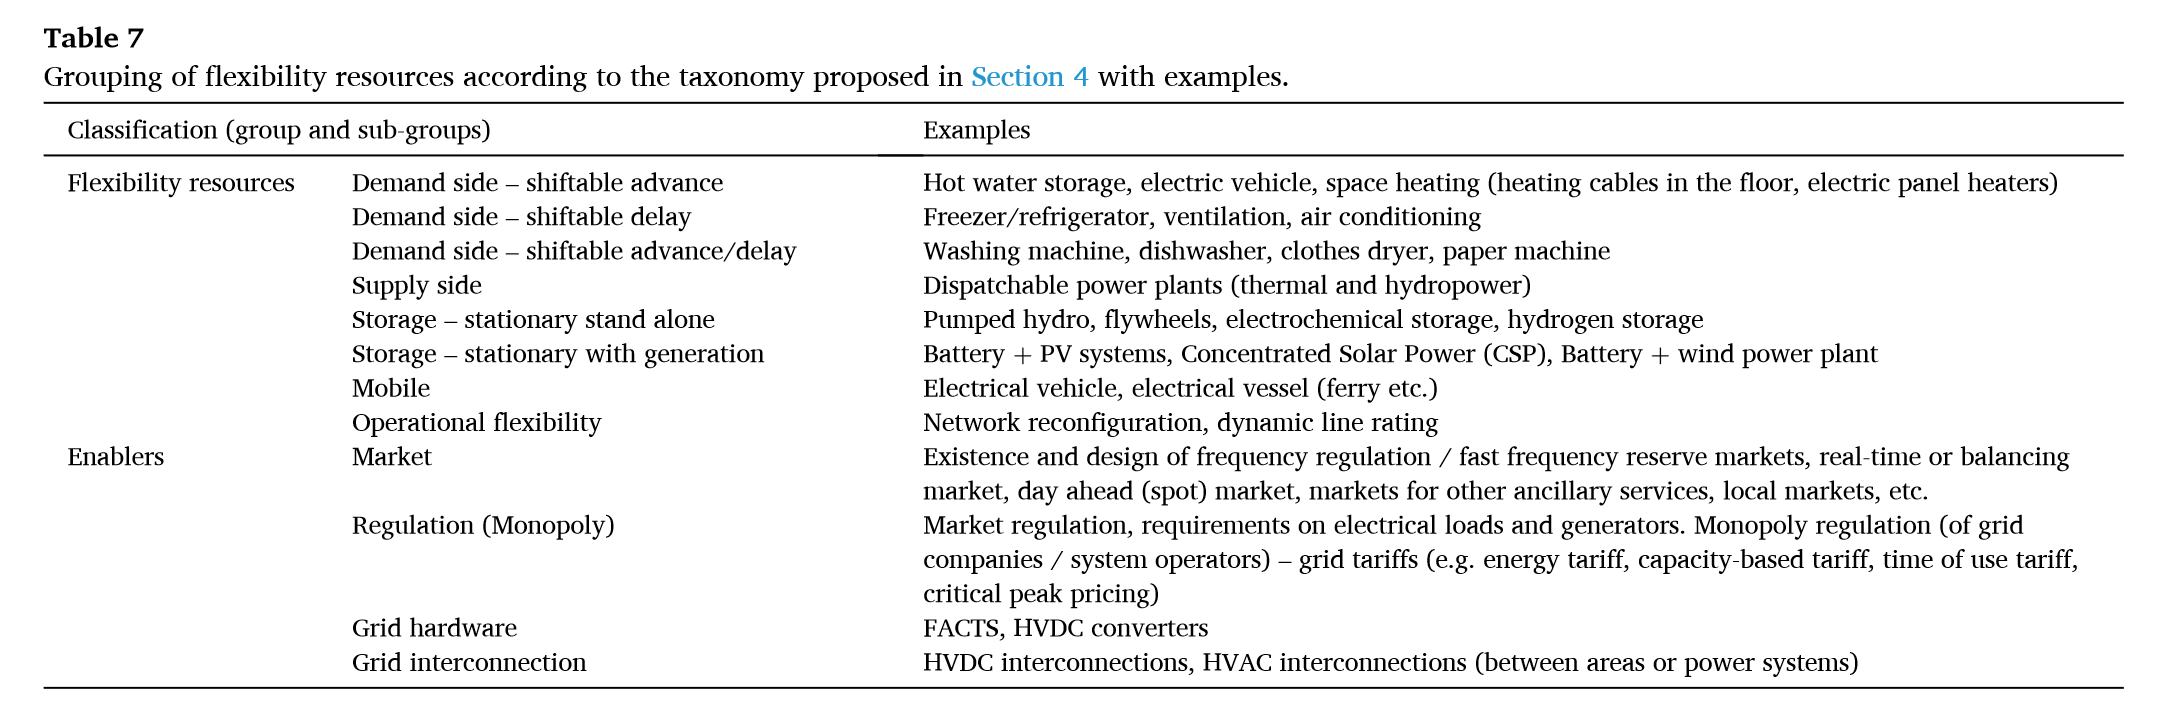 Table 7
Grouping of flexibility resources according to the taxonomy proposed in Section 4 with examples.
Classification (group and sub-groups) Examples
Flexibility resources Demand side – shiftable advance Hot water storage, electric vehicle, space heating (heating cables in the floor, electric panel heaters)
Demand side – shiftable delay Freezer/refrigerator, ventilation, air conditioning
Demand side – shiftable advance/delay Washing machine, dishwasher, clothes dryer, paper machine
Supply side Dispatchable power plants (thermal and hydropower)
Storage – stationary stand alone Pumped hydro, flywheels, electrochemical storage, hydrogen storage
Storage – stationary with generation Battery + PV systems, Concentrated Solar Power (CSP), Battery + wind power plant
Mobile Electrical vehicle, electrical vessel (ferry etc.)
Operational flexibility Network reconfiguration, dynamic line rating
Enablers Market Existence and design of frequency regulation / fast frequency reserve markets, real-time or balancing
market, day ahead (spot) market, markets for other ancillary services, local markets, etc.
Regulation (Monopoly) Market regulation, requirements on electrical loads and generators. Monopoly regulation (of grid
companies / system operators) – grid tariffs (e.g. energy tariff, capacity-based tariff, time of use tariff,
critical peak pricing)
Grid hardware FACTS, HVDC converters
Grid interconnection HVDC interconnections, HVAC interconnections (between areas or power systems)